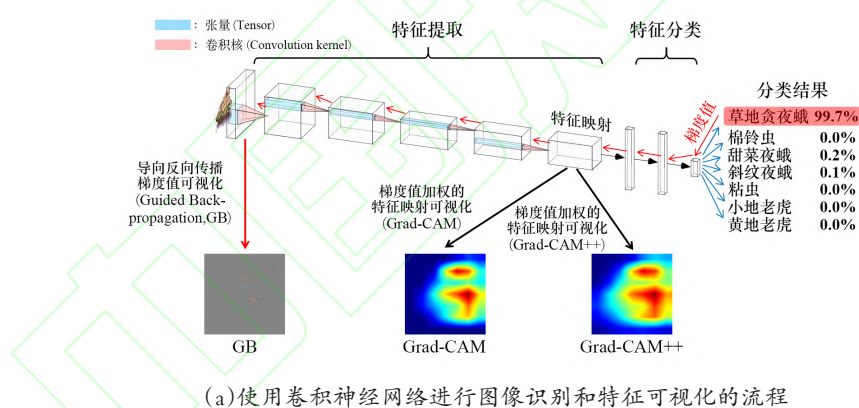 ：张量(Tensor)
：卷积核(Convolution kernel)
特征提取
特征分类
特征映射
梯度值
分类结果
草地贪夜蛾 99.7%
棉铃虫 0.0%
甜菜夜蛾 0.2%
斜纹夜蛾 0.1%
粘虫 0.0%
小地老虎 0.0%
黄地老虎 0.0%
导向反向传播
梯度值可视化
(Guided Back-
propagation,GB)
梯度值加权的
特征映射可视化
(Grad-CAM)
梯度值加权的
特征映射可视化
(Grad-CAM++)
GB
Grad-CAM
Grad-CAM++
(a)使用卷积神经网络进行图像识别和特征可视化的流程